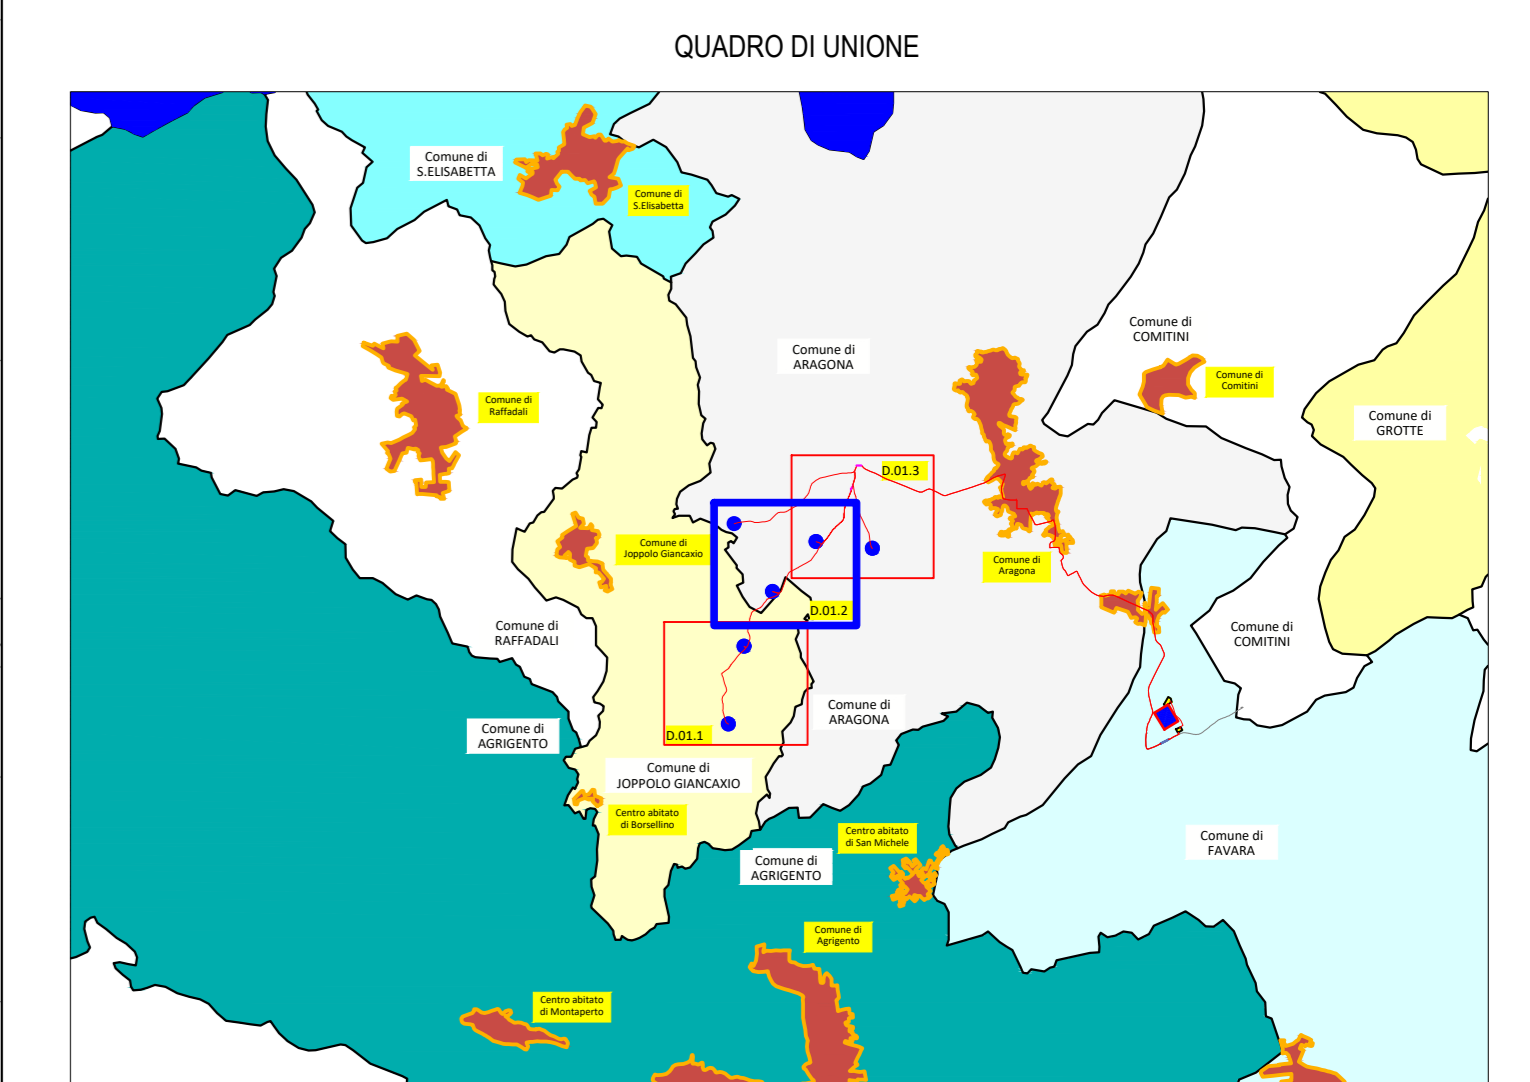 QUADRO DI UNIONE
Comune di
S.ELISABETTA
Comune di
S.Elisabetta
Comune di
COMITINI
Comune di
ARAGONA
Comune di
Comitini
Comune di
Raffadali
Comune di
GROTTE
D.01.3
Comune di
Joppolo Giancaxio
Comune di
Aragona
D.01.2
Comune di
RAFFADALI
Comune di
COMITINI
Comune di
ARAGONA
Comune di
AGRIGENTO
D.01.1
Comune di
JOPPOLO GIANCAXIO
Centro abitato
di Borsellino
Centro abitato
di San Michele
Comune di
FAVARA
Comune di
AGRIGENTO
Comune di
Agrigento
Centro abitato
di Montaperto